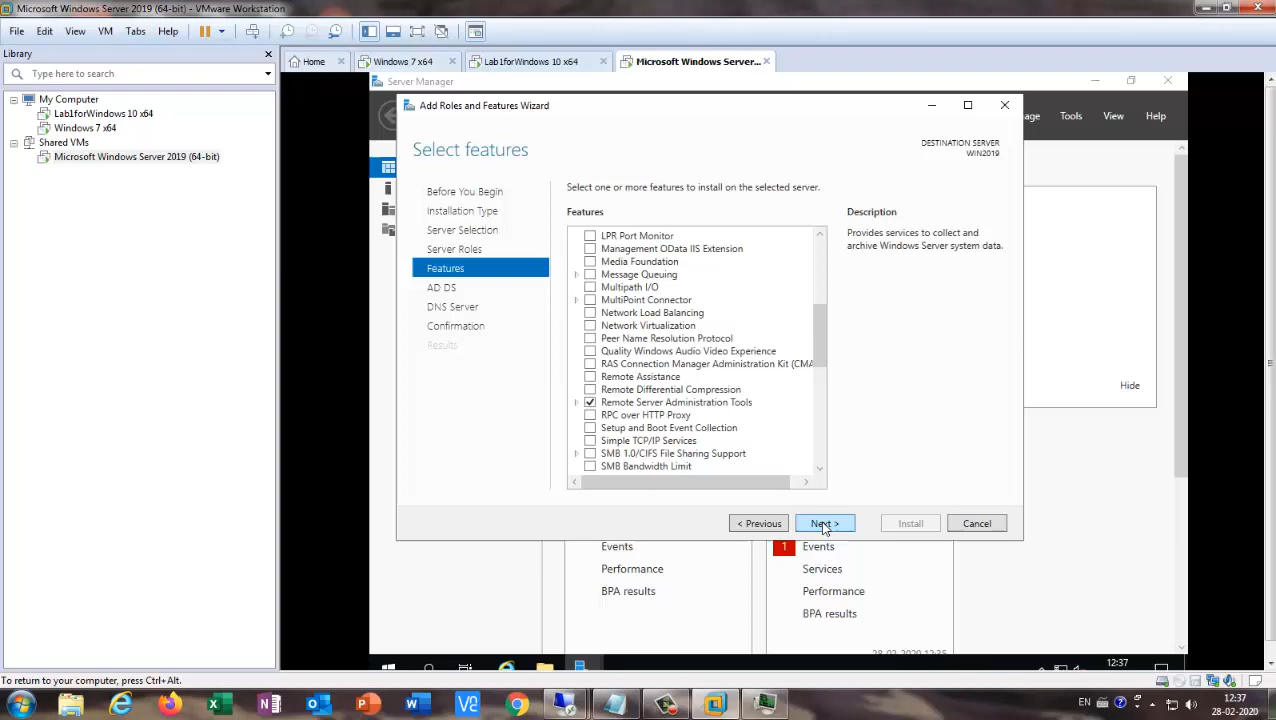 Microsoft Windows Server 2019 (64-bit) - VMware Workstation
File Edit View VM Tabs Help
Library
Type here to search
My Computer
Lab1forWindows 10 x64
Windows 7 x64
Shared VMs
Microsoft Windows Server 2019 (64-bit)
Home
Windows 7 x64
Lab1forWindows 10 x64
Microsoft Windows Server...
Server Manager
Tools View Help
Hide
Add Roles and Features Wizard
Select features
DESTINATION SERVER
WIN2019
Before You Begin
Installation Type
Server Selection
Server Roles
Features
AD DS
DNS Server
Confirmation
Results
Select one or more features to install on the selected server.
Features
LPR Port Monitor
Management OData IIS Extension
Media Foundation
Message Queuing
Multipath I/O
MultiPoint Connector
Network Load Balancing
Network Virtualization
Peer Name Resolution Protocol
Quality Windows Audio Video Experience
RAS Connection Manager Administration Kit (CMA
Remote Assistance
Remote Differential Compression
Remote Server Administration Tools
RPC over HTTP Proxy
Setup and Boot Event Collection
Simple TCP/IP Services
SMB 1.0/CIFS File Sharing Support
SMB Bandwidth Limit
Description
Provides services to collect and
archive Windows Server system data.
< Previous
Next >
Install
Cancel
Events
Performance
BPA results
1 Events
Services
Performance
BPA results
28-02-2020 12:35
12:37
To return to your computer, press Ctrl+Alt.
EN
12:37
28-02-2020